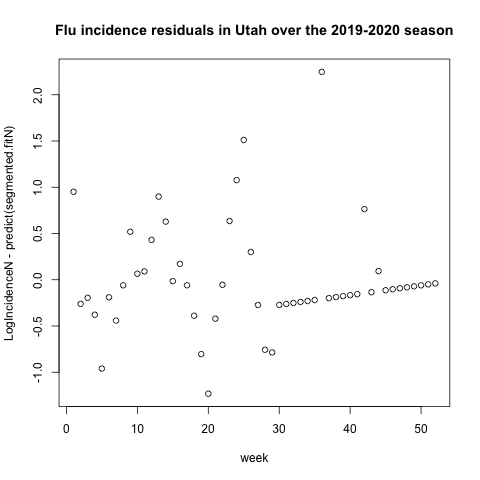 Flu incidence residuals in Utah over the 2019-2020 season
LogIncidenceN - predict(segmented.fitN)
2.0
1.5
1.0
0.5
0.0
-0.5
-1.0
0 10 20 30 40 50
week